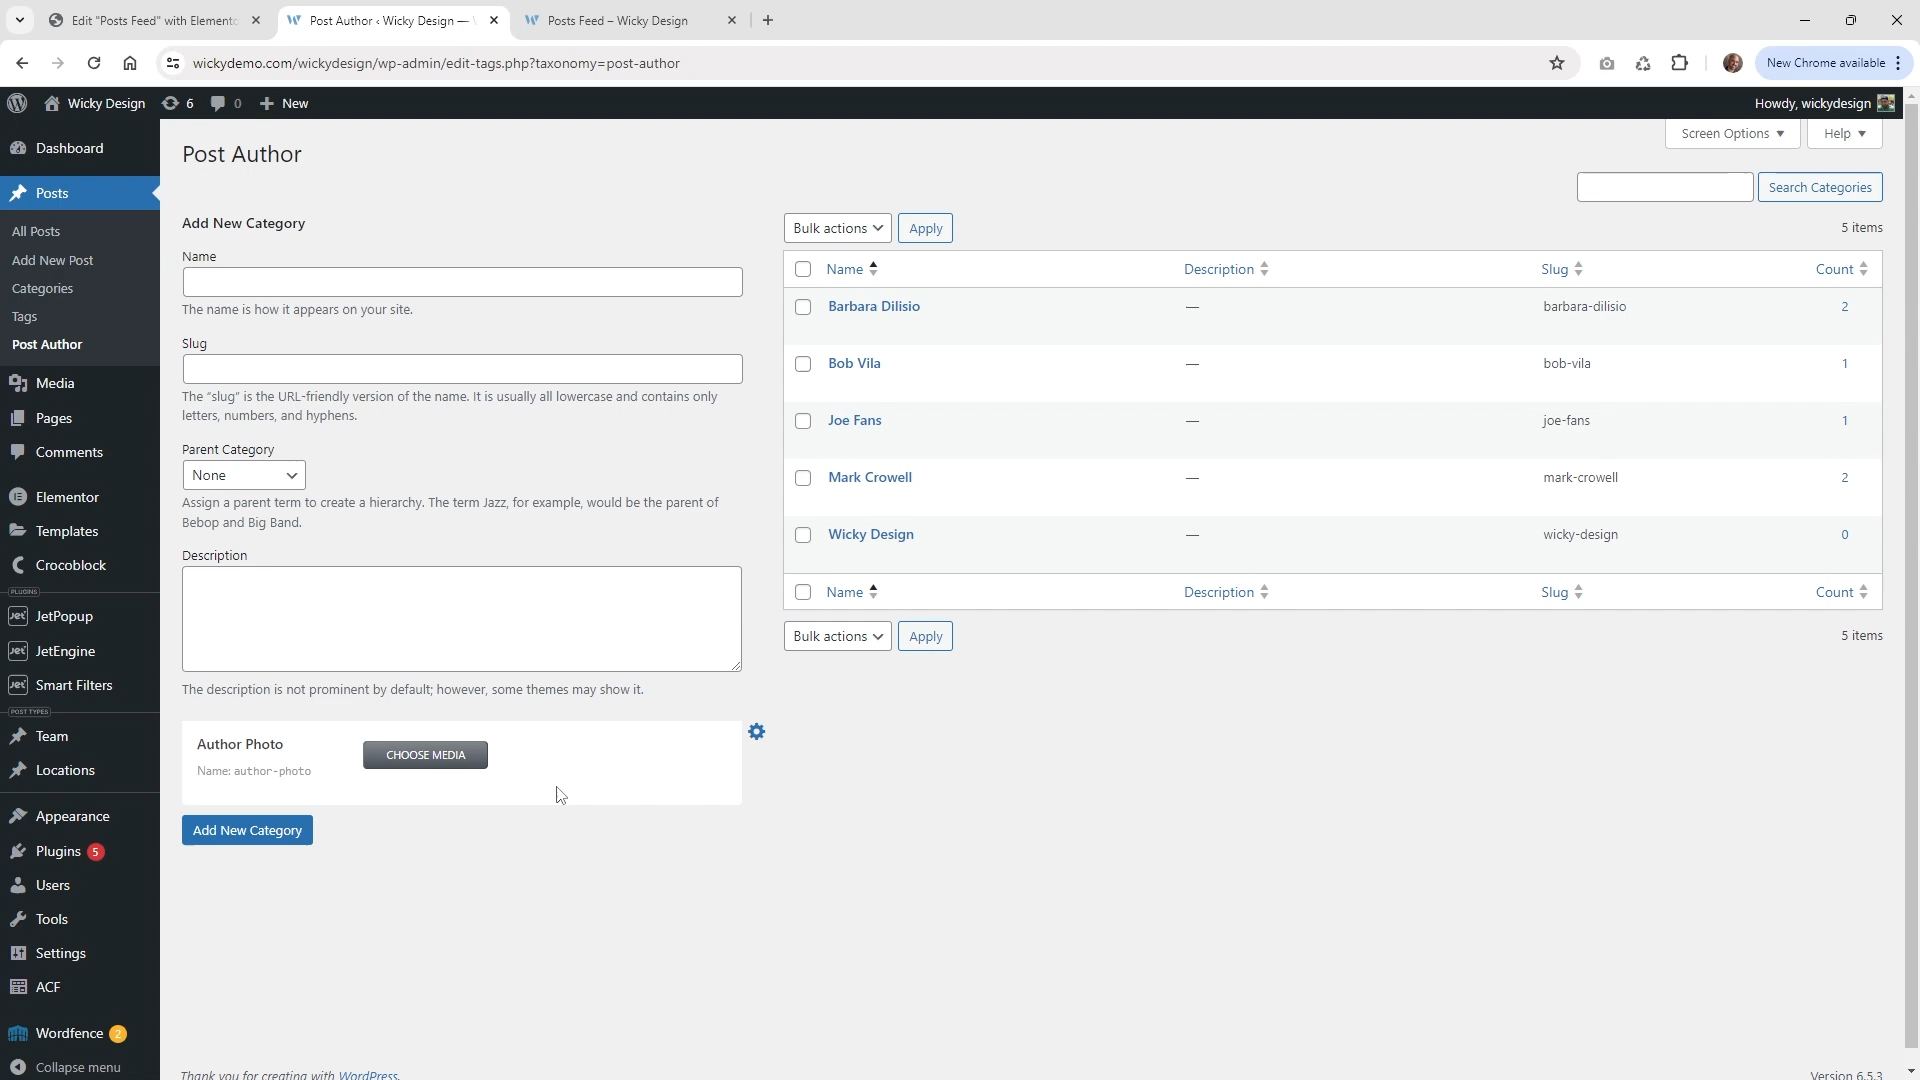 Edit "Posts Feed" with Elemento
Post Author ‹ Wicky Design —
Posts Feed – Wicky Design
wickydemo.com/wickydesign/wp-admin/edit-tags.php?taxonomy=post-author
New Chrome available
Wicky Design
6
0
New
Howdy, wickydesign
Dashboard
Posts
All Posts
Add New Post
Categories
Tags
Post Author
Media
Pages
Comments
Elementor
Templates
Crocoblock
PLUGINS
JetPopup
JetEngine
Smart Filters
POST TYPES
Team
Locations
Appearance
Plugins 5
Users
Tools
Settings
ACF
Wordfence 2
Collapse menu
Screen Options
Help
Post Author
Search Categories
Add New Category
Name
The name is how it appears on your site.
Slug
The “slug” is the URL-friendly version of the name. It is usually all lowercase and contains only
letters, numbers, and hyphens.
Parent Category
None
Assign a parent term to create a hierarchy. The term Jazz, for example, would be the parent of
Bebop and Big Band.
Description
The description is not prominent by default; however, some themes may show it.
Author Photo
Name: author-photo
CHOOSE MEDIA
Add New Category
Bulk actions
Apply
5 items
Name Description Slug Count
Barbara Dilisio — barbara-dilisio 2
Bob Vila — bob-vila 1
Joe Fans — joe-fans 1
Mark Crowell — mark-crowell 2
Wicky Design — wicky-design 0
Name Description Slug Count
Bulk actions
Apply
5 items
Thank you for creating with WordPress.
Version 6.5.3